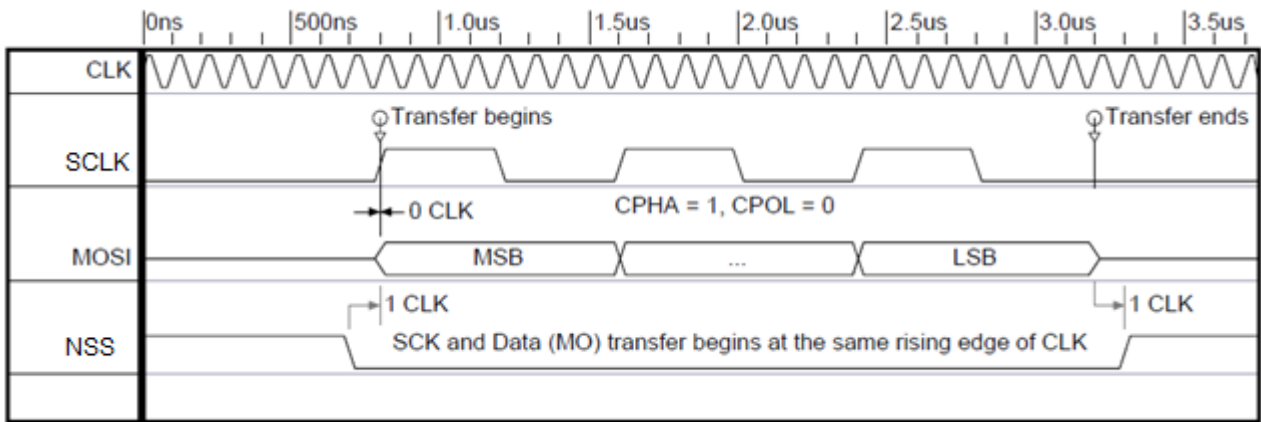 0ns 500ns 1.0us 1.5us 2.0us 2.5us 3.0us 3.5us
CLK
Transfer begins Transfer ends
SCLK
0 CLK CPHA = 1, CPOL = 0
MOSI MSB ... LSB
1 CLK 1 CLK
NSS SCK and Data (MO) transfer begins at the same rising edge of CLK